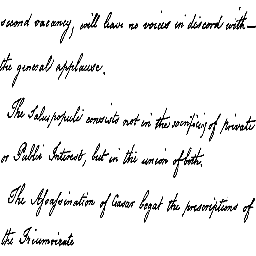 second vacancy, will leave no voices in discord with-
the general applause.
The Salus populi consists not in the sacrificing of private
or Public Interest, but in the union of both.
The Assassination of Cæsar begat the proscriptions of
the Triumvirate